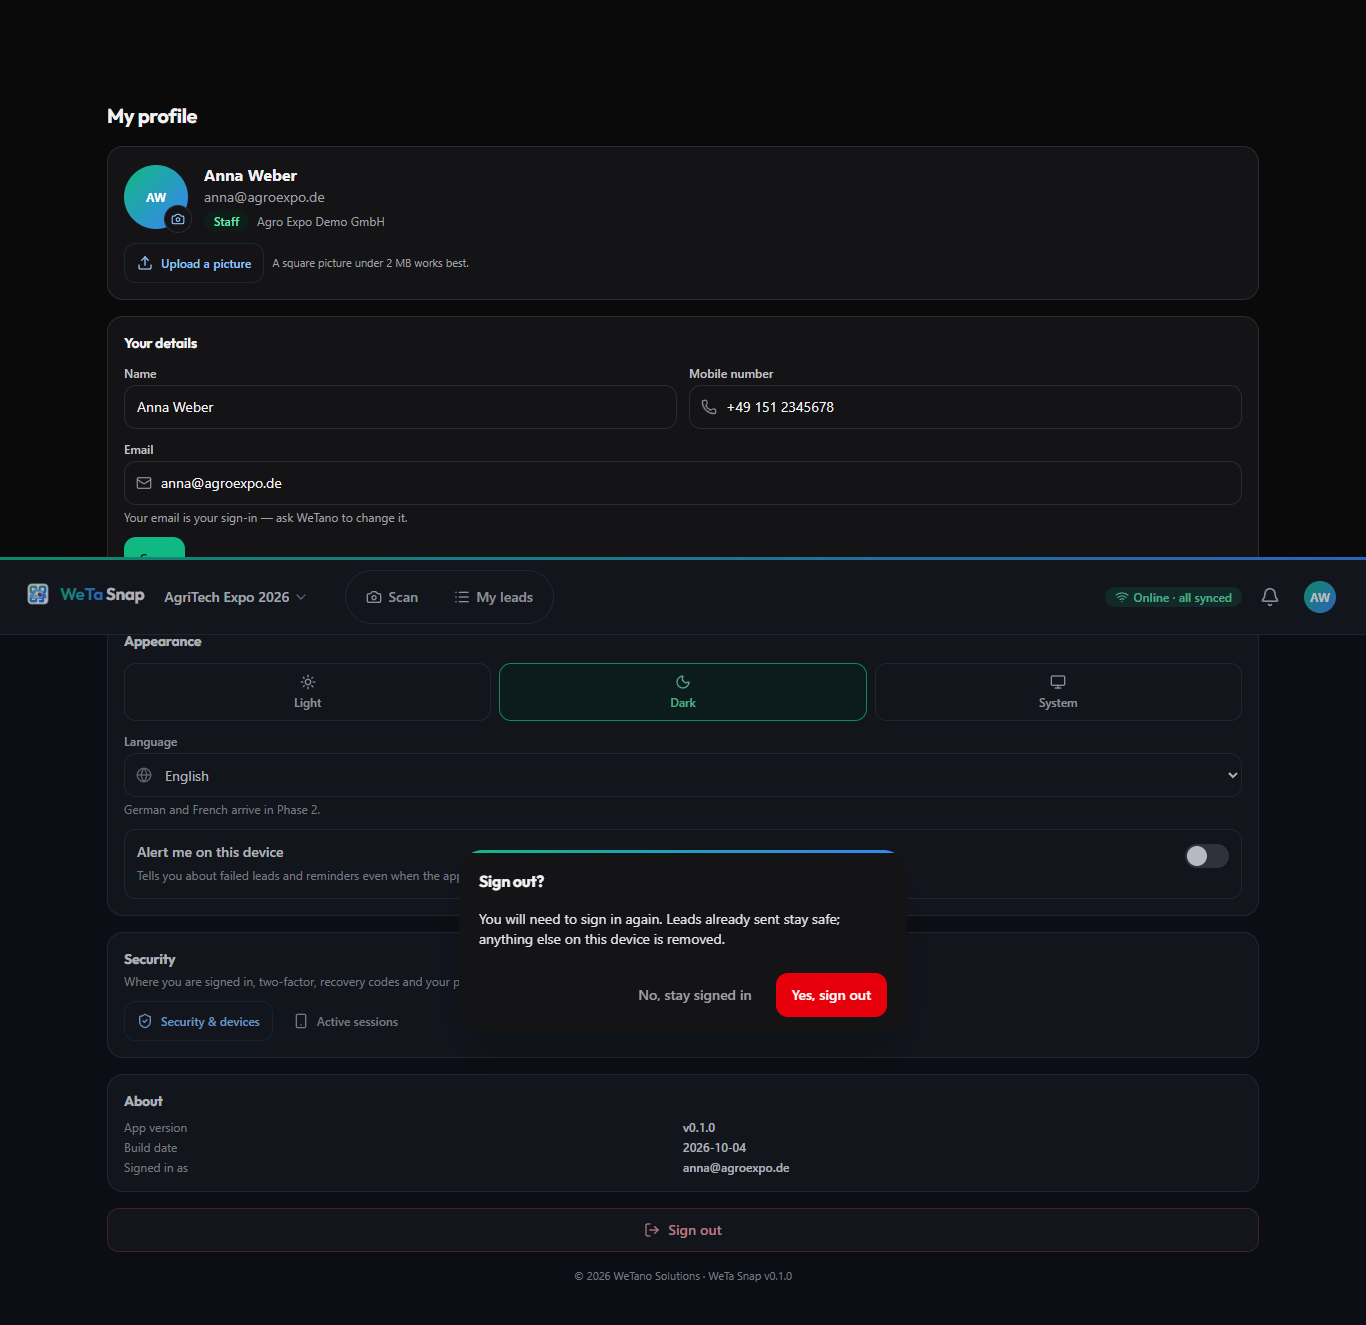 My profile
AW
Anna Weber
anna@agroexpo.de
Staff Agro Expo Demo GmbH
Upload a picture A square picture under 2 MB works best.
Your details
Name Mobile number
Anna Weber +49 151 2345678
Email
anna@agroexpo.de
Your email is your sign-in — ask WeTano to change it.
WeTa Snap AgriTech Expo 2026 Scan My leads Online · all synced AW
Appearance
Light Dark System
Language
English
German and French arrive in Phase 2.
Alert me on this device
Tells you about failed leads and reminders even when the app
Sign out?
You will need to sign in again. Leads already sent stay safe;
anything else on this device is removed.
No, stay signed in Yes, sign out
Security
Where you are signed in, two-factor, recovery codes and your p
Security & devices Active sessions
About
App version v0.1.0
Build date 2026-10-04
Signed in as anna@agroexpo.de
Sign out
© 2026 WeTano Solutions · WeTa Snap v0.1.0